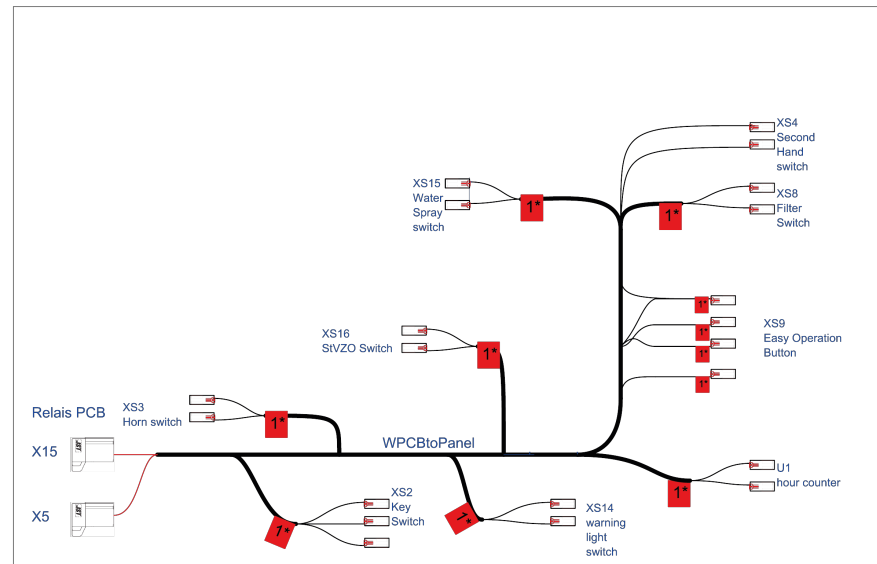 XS4
Second
Hand
switch
XS15
Water
Spray
switch
1*
1*
XS8
Filter
Switch
1*
1*
1*
1*
XS9
Easy Operation
Button
XS16
StVZO Switch
1*
Relais PCB
XS3
Horn switch
1*
WPCBtoPanel
X15
JST
X5
JST
1*
XS2
Key
Switch
1*
XS14
warning
light
switch
1*
U1
hour counter